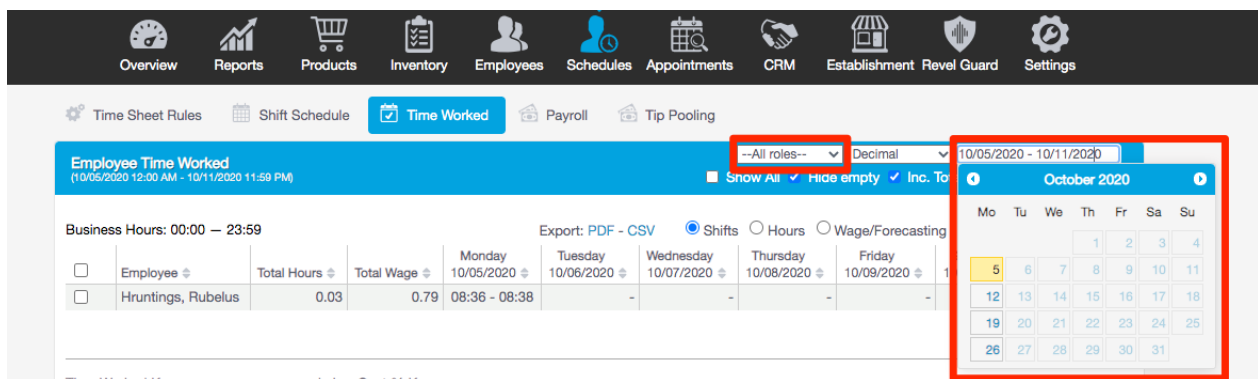 Overview Reports Products Inventory Employees Schedules Appointments CRM Establishment Revel Guard Settings
Time Sheet Rules Shift Schedule Time Worked Payroll Tip Pooling
Employee Time Worked --All roles-- Decimal 10/05/2020 - 10/11/2020
(10/05/2020 12:00 AM - 10/11/2020 11:59 PM) Show All Hide empty Inc.
October 2020
Business Hours: 00:00 — 23:59 Export: PDF - CSV Shifts Hours Wage/Forecasting
Employee Total Hours Total Wage Monday 10/05/2020 Tuesday 10/06/2020 Wednesday 10/07/2020 Thursday 10/08/2020 Friday 10/09/2020
Hruntings, Rubelus 0.03 0.79 08:36 - 08:38 - - - -
Mo Tu We Th Fr Sa Su
1 2 3 4
5 6 7 8 9 10 11
12 13 14 15 16 17 18
19 20 21 22 23 24 25
26 27 28 29 30 31